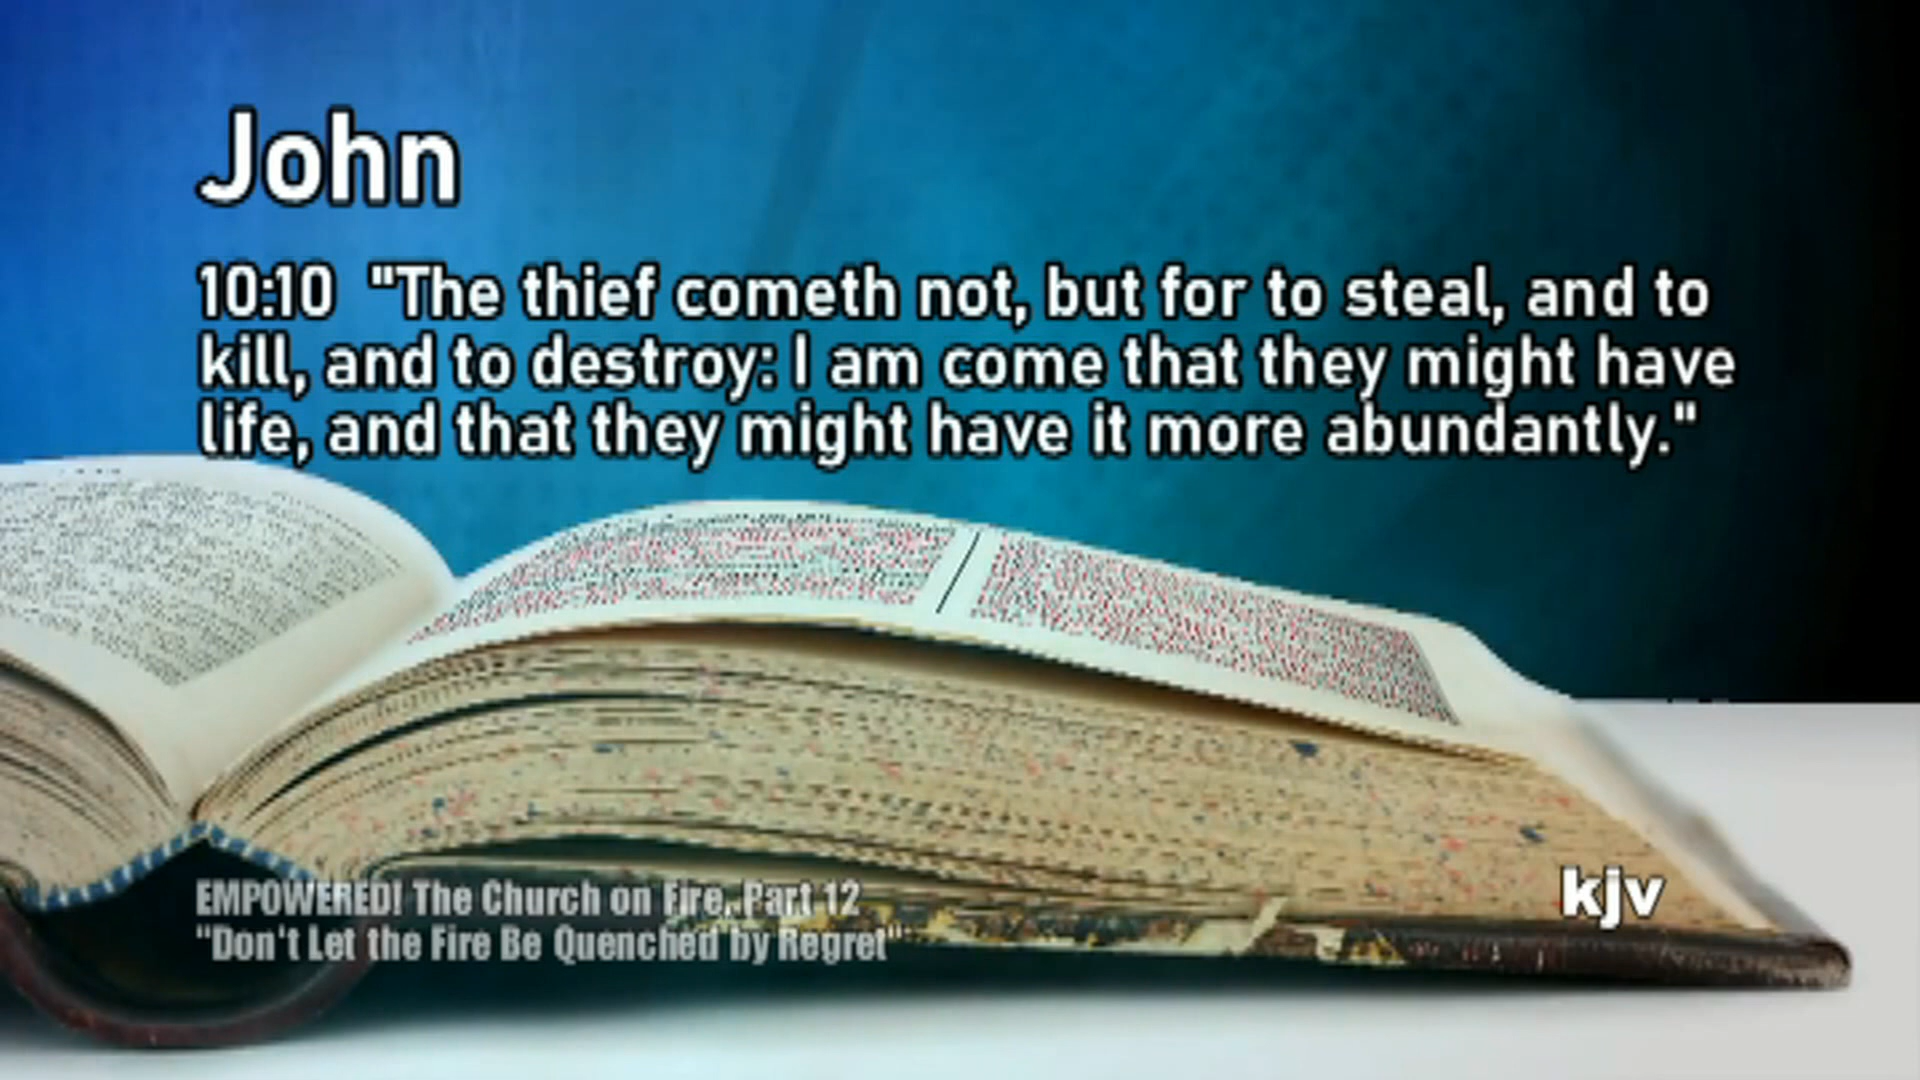 John
10:10 "The thief cometh not, but for to steal, and to
kill, and to destroy: I am come that they might have
life, and that they might have it more abundantly."
EMPOWERED! The Church on Fire, Part 12
"Don't Let the Fire Be Quenched by Regret"
kjv